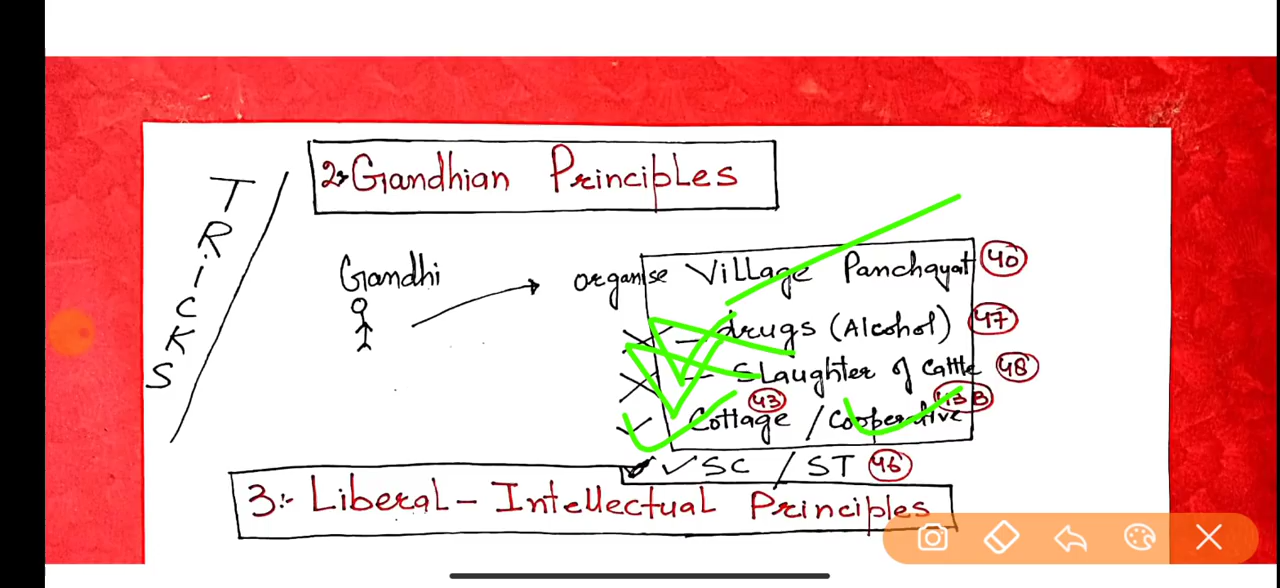 2. Gandhian Principles
TRICKS
Gandhi
organise Village Panchayat 40
– drugs (Alcohol) 47
– Slaughter of Cattle 48
43 43B
Cottage / Cooperative
SC / ST 46
3:- Liberal – Intellectual Principles